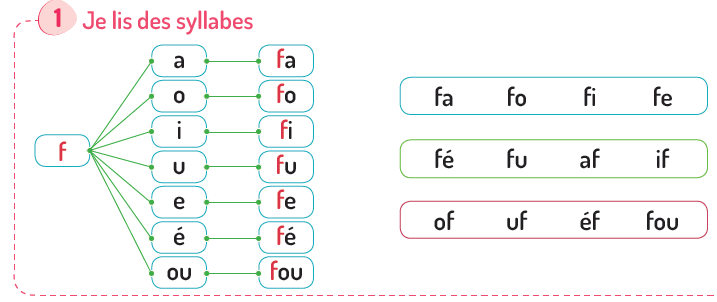 1 Je lis des syllabes
f
a fa
o fo
i fi
u fu
e fe
é fé
ou fou
fa fo fi fe
fé fu af if
of uf éf fou